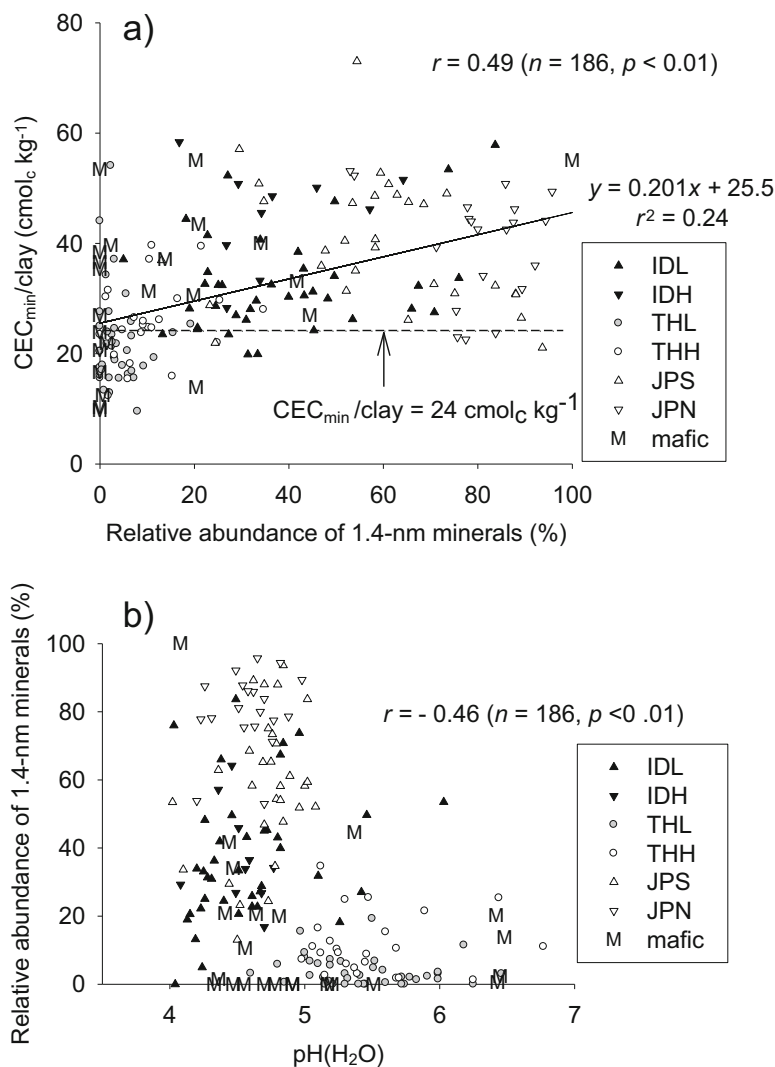 a)
r = 0.49 (n = 186, p < 0.01)
80
60
40
20
0
CECmin/clay (cmolc kg-1)
y = 0.201x + 25.5
r2 = 0.24
CECmin/clay = 24 cmolC kg-1
IDL
IDH
THL
THH
JPS
JPN
M mafic
0 20 40 60 80 100
Relative abundance of 1.4-nm minerals (%)
b)
r = - 0.46 (n = 186, p <0 .01)
100
80
60
40
20
0
Relative abundance of 1.4-nm minerals (%)
IDL
IDH
THL
THH
JPS
JPN
M mafic
4 5 6 7
pH(H2O)